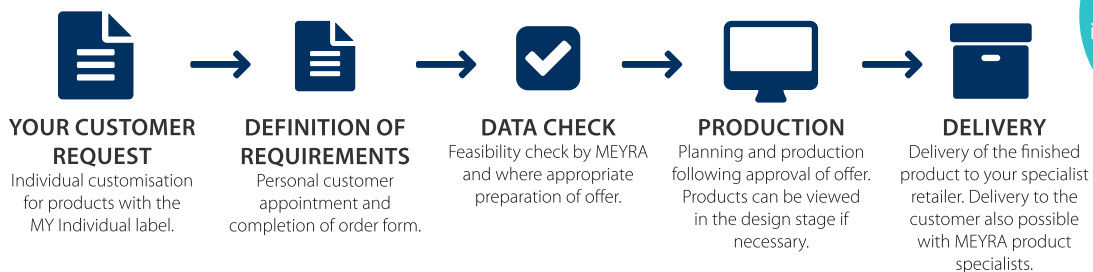 YOUR CUSTOMER
REQUEST
Individual customisation
for products with the
MY Individual label.
DEFINITION OF
REQUIREMENTS
Personal customer
appointment and
completion of order form.
DATA CHECK
Feasibility check by MEYRA
and where appropriate
preparation of offer.
PRODUCTION
Planning and production
following approval of offer.
Products can be viewed
in the design stage if
necessary.
DELIVERY
Delivery of the finished
product to your specialist
retailer. Delivery to the
customer also possible
with MEYRA product
specialists.